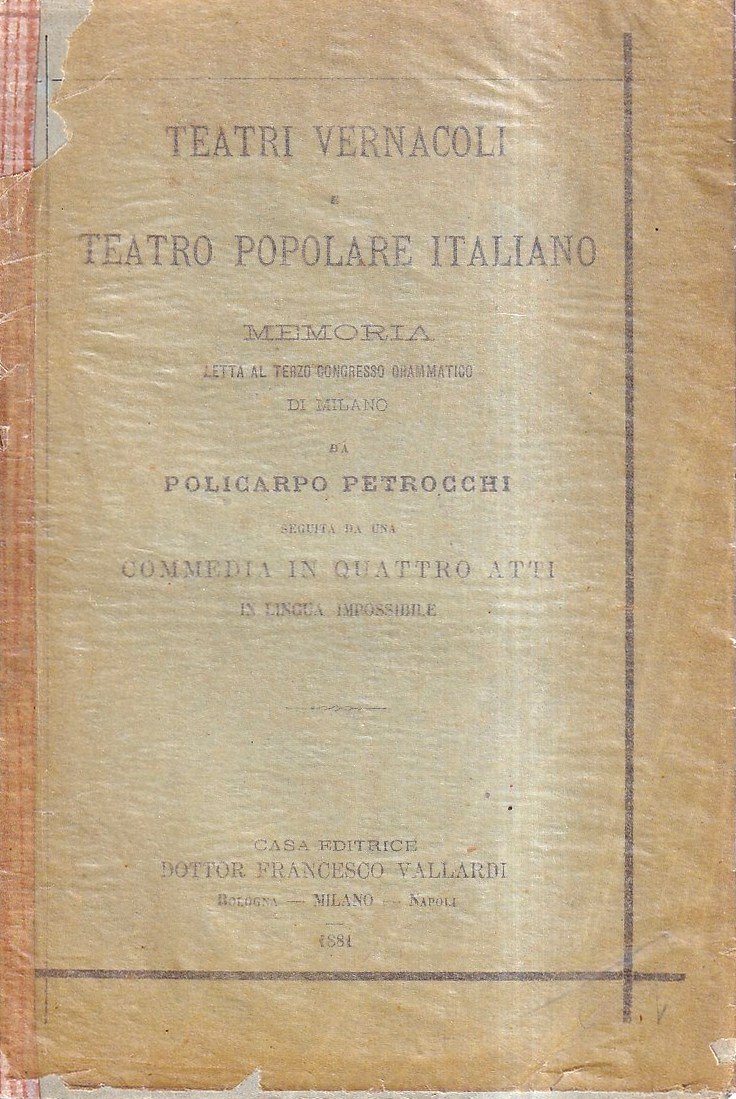 TEATRI VERNACOLI
E
TEATRO POPOLARE ITALIANO
MEMORIA
LETTA AL TERZO CONGRESSO DRAMMATICO
DI MILANO
DA
POLICARPO PETROCCHI
SEGUITA DA UNA
COMMEDIA IN QUATTRO ATTI
IN LINGUA IMPOSSIBILE
CASA EDITRICE
DOTTOR FRANCESCO VALLARDI
BOLOGNA — MILANO — NAPOLI
1881